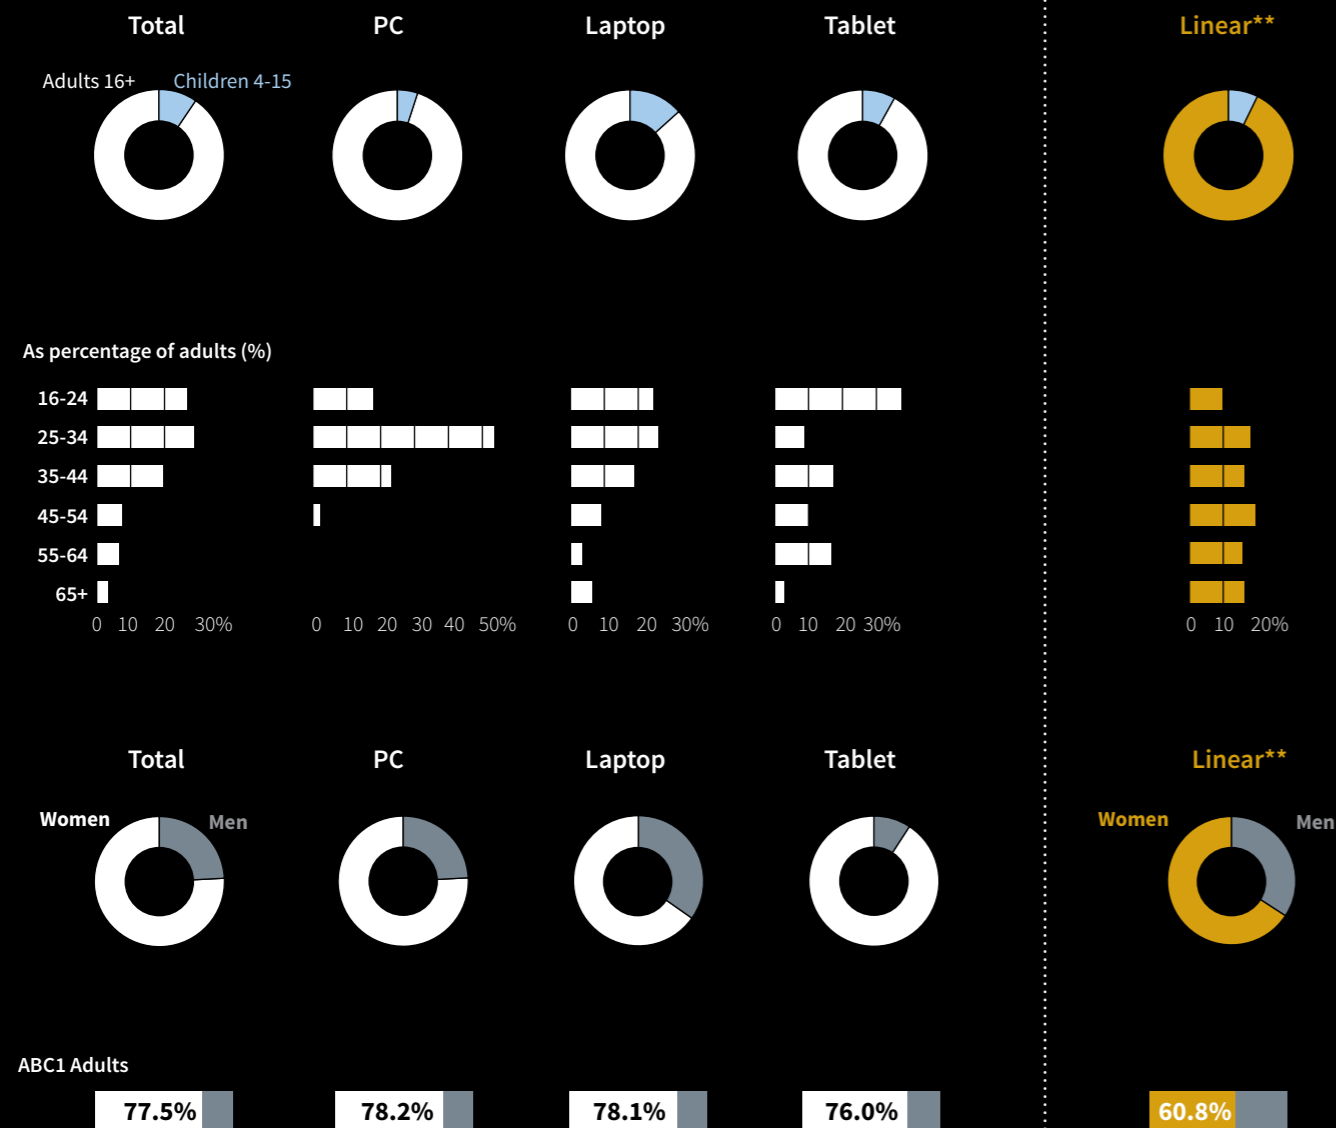 Total PC Laptop Tablet Linear**
Adults 16+ Children 4-15
As percentage of adults (%)
16-24
25-34
35-44
45-54
55-64
65+
0 10 20 30% 0 10 20 30 40 50% 0 10 20 30% 0 10 20 30% 0 10 20%
Total PC Laptop Tablet Linear**
Women Men Women Men
ABC1 Adults
77.5% 78.2% 78.1% 76.0% 60.8%